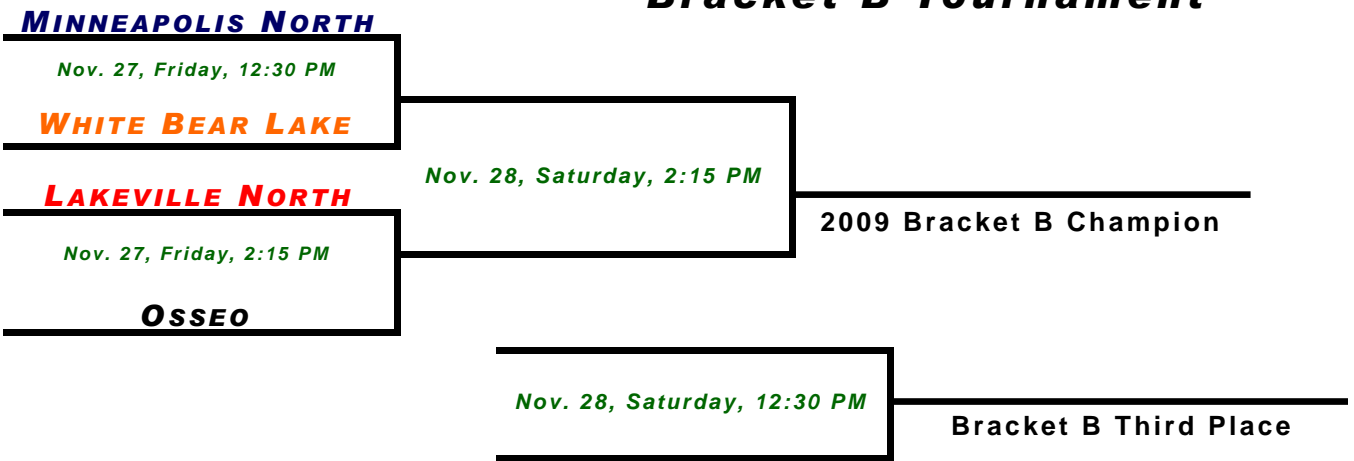 Bracket B Tournament
MINNEAPOLIS NORTH
Nov. 27, Friday, 12:30 PM
WHITE BEAR LAKE
Nov. 28, Saturday, 2:15 PM
LAKEVILLE NORTH
2009 Bracket B Champion
Nov. 27, Friday, 2:15 PM
OSSEO
Nov. 28, Saturday, 12:30 PM
Bracket B Third Place